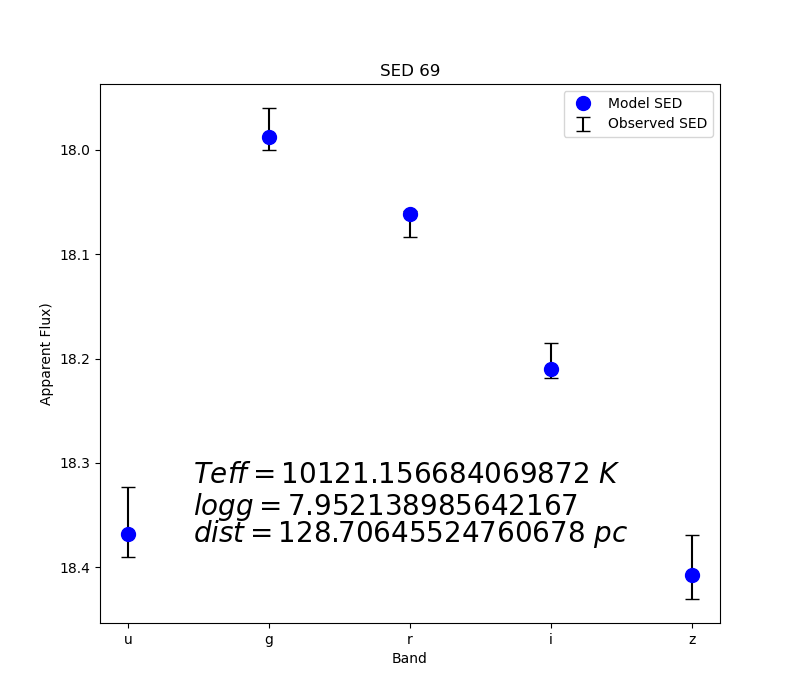 SED 69
Model SED
Observed SED
18.0
18.1
18.2
18.3
18.4
Apparent Flux)
Teff = 10121.156684069872 K
logg = 7.952138985642167
dist = 128.70645524760678 pc
u g r i z
Band